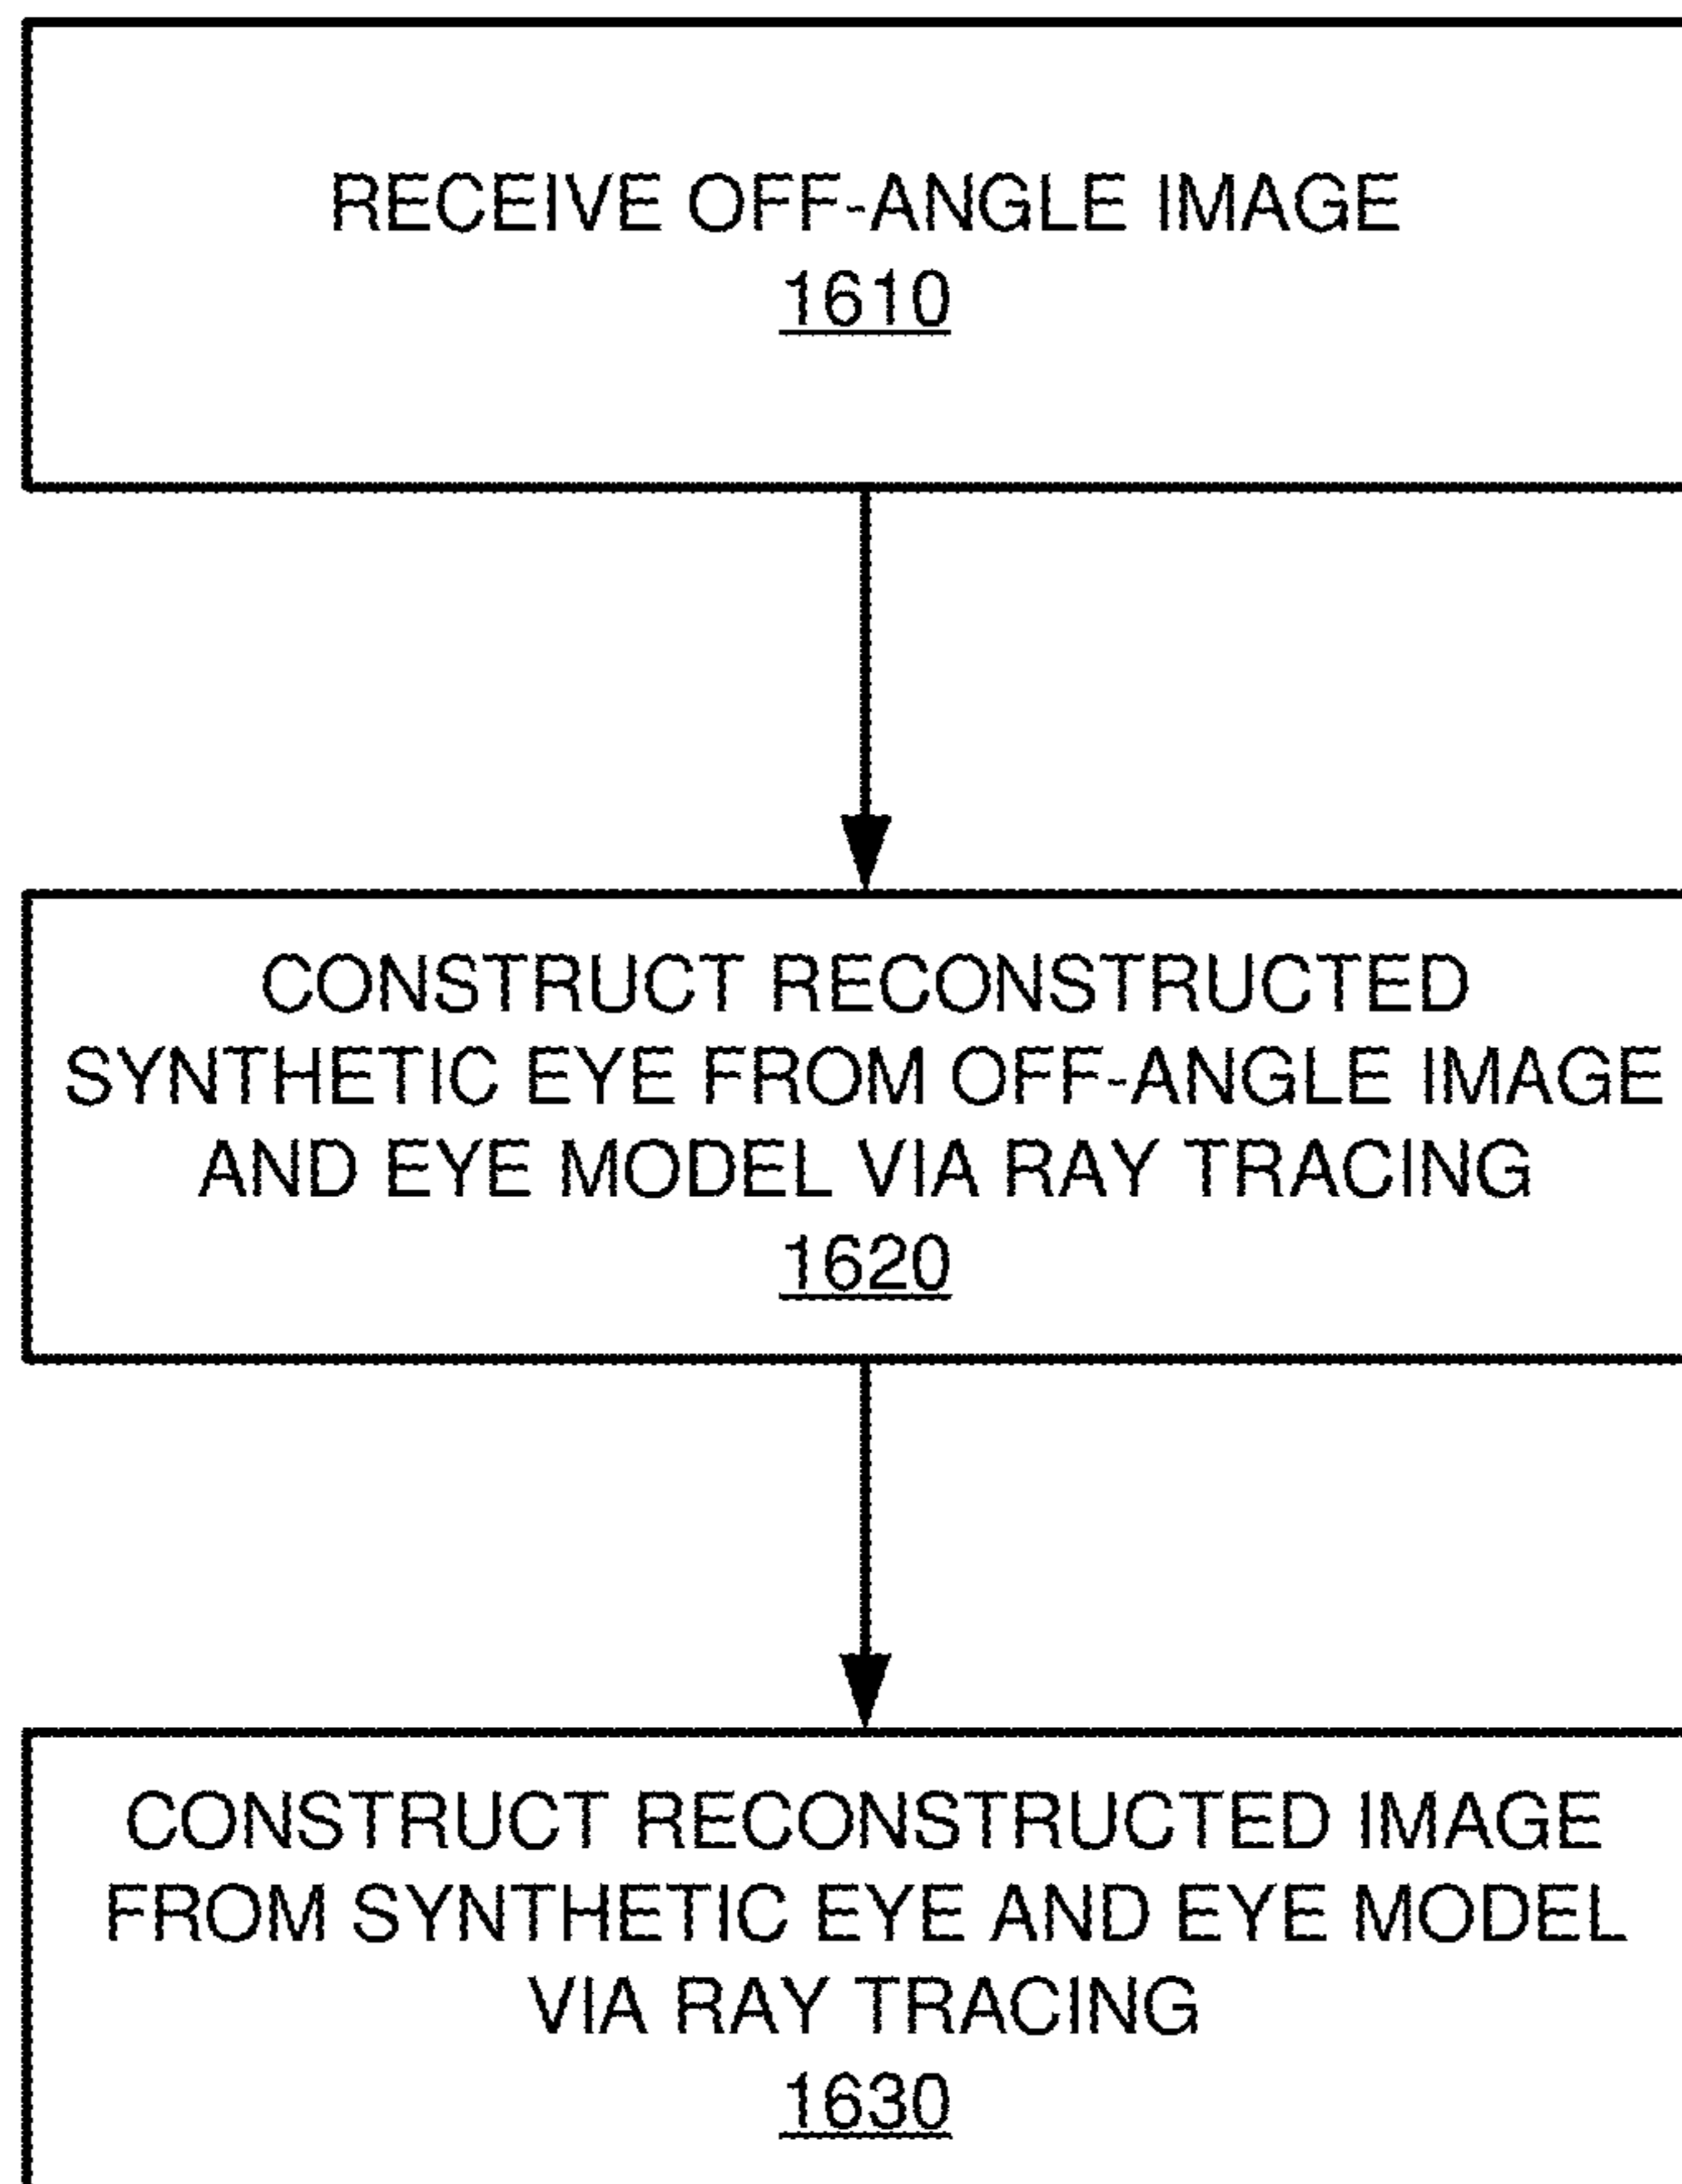 RECEIVE OFF-ANGLE IMAGE
1610
CONSTRUCT RECONSTRUCTED
SYNTHETIC EYE FROM OFF-ANGLE IMAGE
AND EYE MODEL VIA RAY TRACING
1620
CONSTRUCT RECONSTRUCTED IMAGE
FROM SYNTHETIC EYE AND EYE MODEL
VIA RAY TRACING
1630